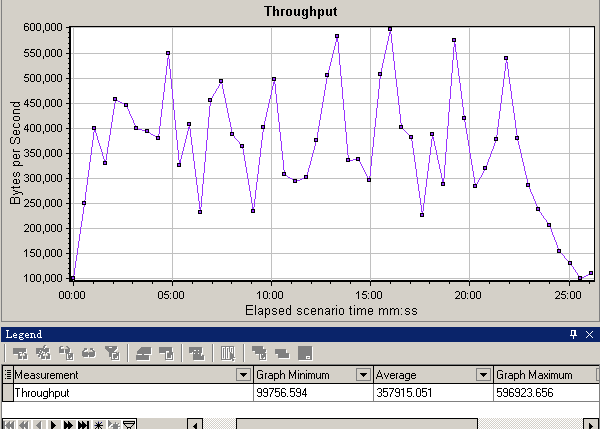 Throughput
600,000
550,000
500,000
450,000
400,000
350,000
300,000
250,000
200,000
150,000
100,000
Bytes per Second
00:00 05:00 10:00 15:00 20:00 25:00
Elapsed scenario time mm:ss
Legend
Measurement Graph Minimum Average Graph Maximum
Throughput 99756.594 357915.051 596923.656